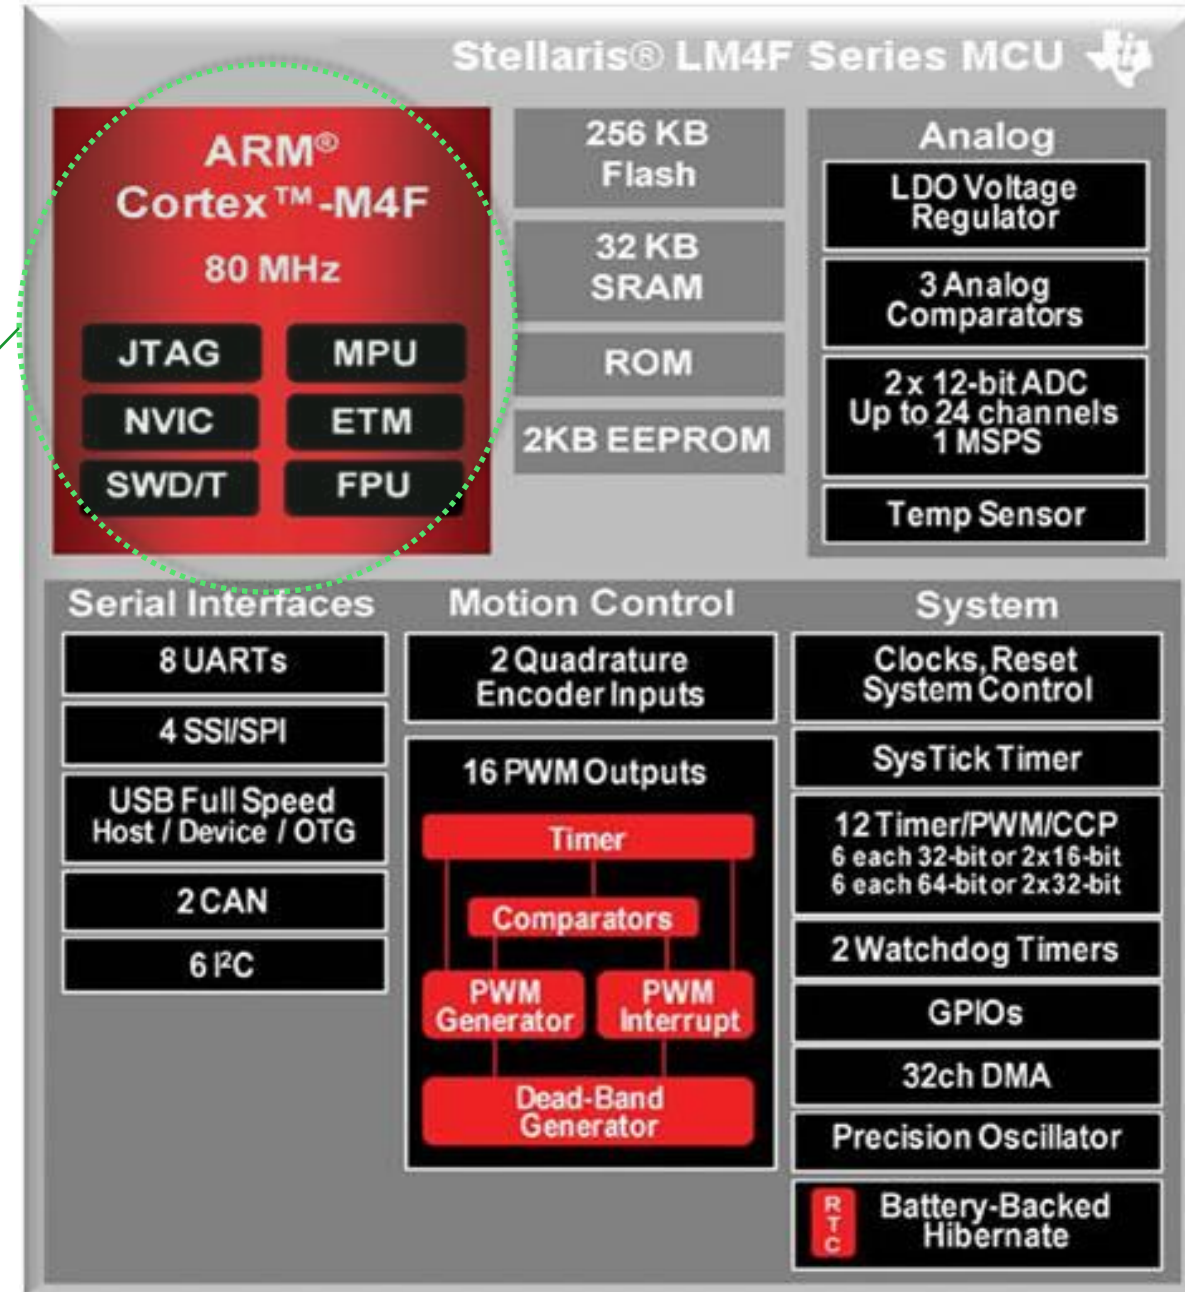 Stellaris® LM4F Series MCU
ARM®
Cortex™-M4F
80 MHz
JTAG
MPU
NVIC
ETM
SWD/T
FPU
256 KB
Flash
32 KB
SRAM
ROM
2KB EEPROM
Analog
LDO Voltage
Regulator
3 Analog
Comparators
2 x 12-bit ADC
Up to 24 channels
1 MSPS
Temp Sensor
Serial Interfaces
8 UARTs
4 SSI/SPI
USB Full Speed
Host / Device / OTG
2 CAN
6 I²C
Motion Control
2 Quadrature
Encoder Inputs
16 PWM Outputs
Timer
Comparators
PWM
Generator
PWM
Interrupt
Dead-Band
Generator
System
Clocks, Reset
System Control
SysTick Timer
12 Timer/PWM/CCP
6 each 32-bit or 2x16-bit
6 each 64-bit or 2x32-bit
2 Watchdog Timers
GPIOs
32ch DMA
Precision Oscillator
RTC
Battery-Backed
Hibernate